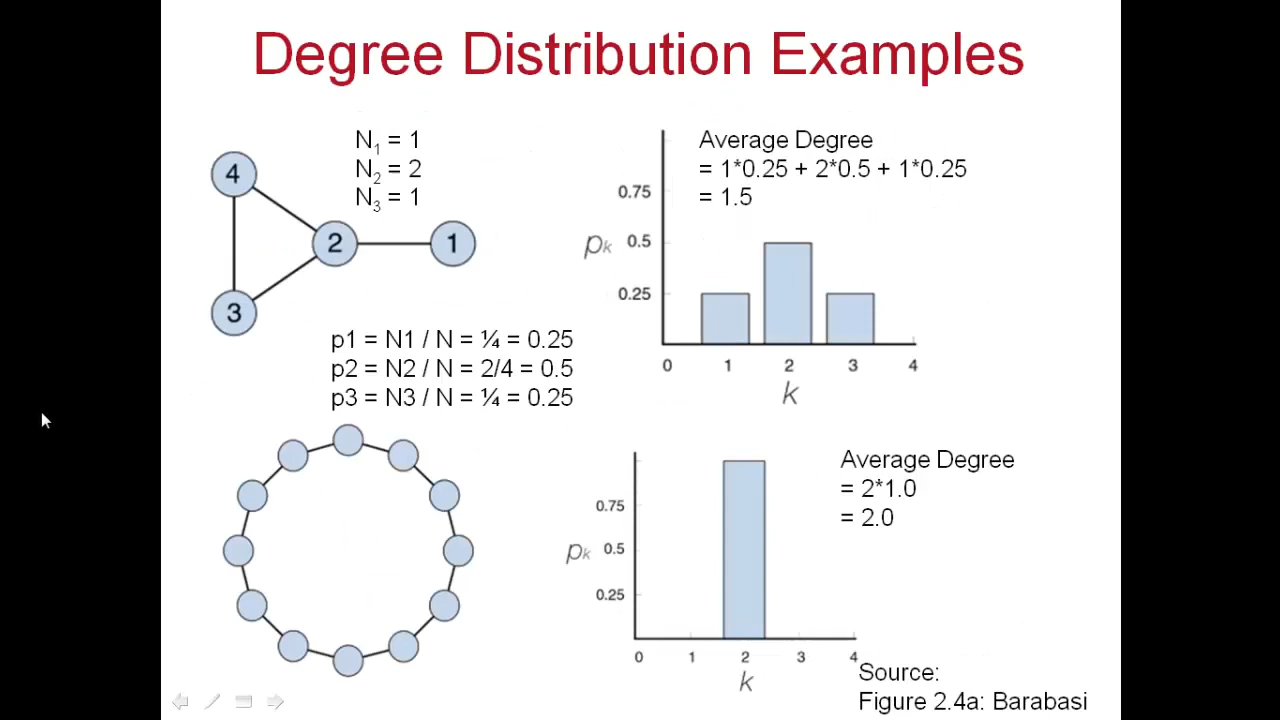 Degree Distribution Examples
N1 = 1
N2 = 2
N3 = 1
4
2
1
3
p1 = N1 / N = ¼ = 0.25
p2 = N2 / N = 2/4 = 0.5
p3 = N3 / N = ¼ = 0.25
Average Degree
= 1*0.25 + 2*0.5 + 1*0.25
= 1.5
0.75
pk 0.5
0.25
0 1 2 3 4
k
Average Degree
= 2*1.0
= 2.0
0.75
pk 0.5
0.25
0 1 2 3 4
k
Source:
Figure 2.4a: Barabasi